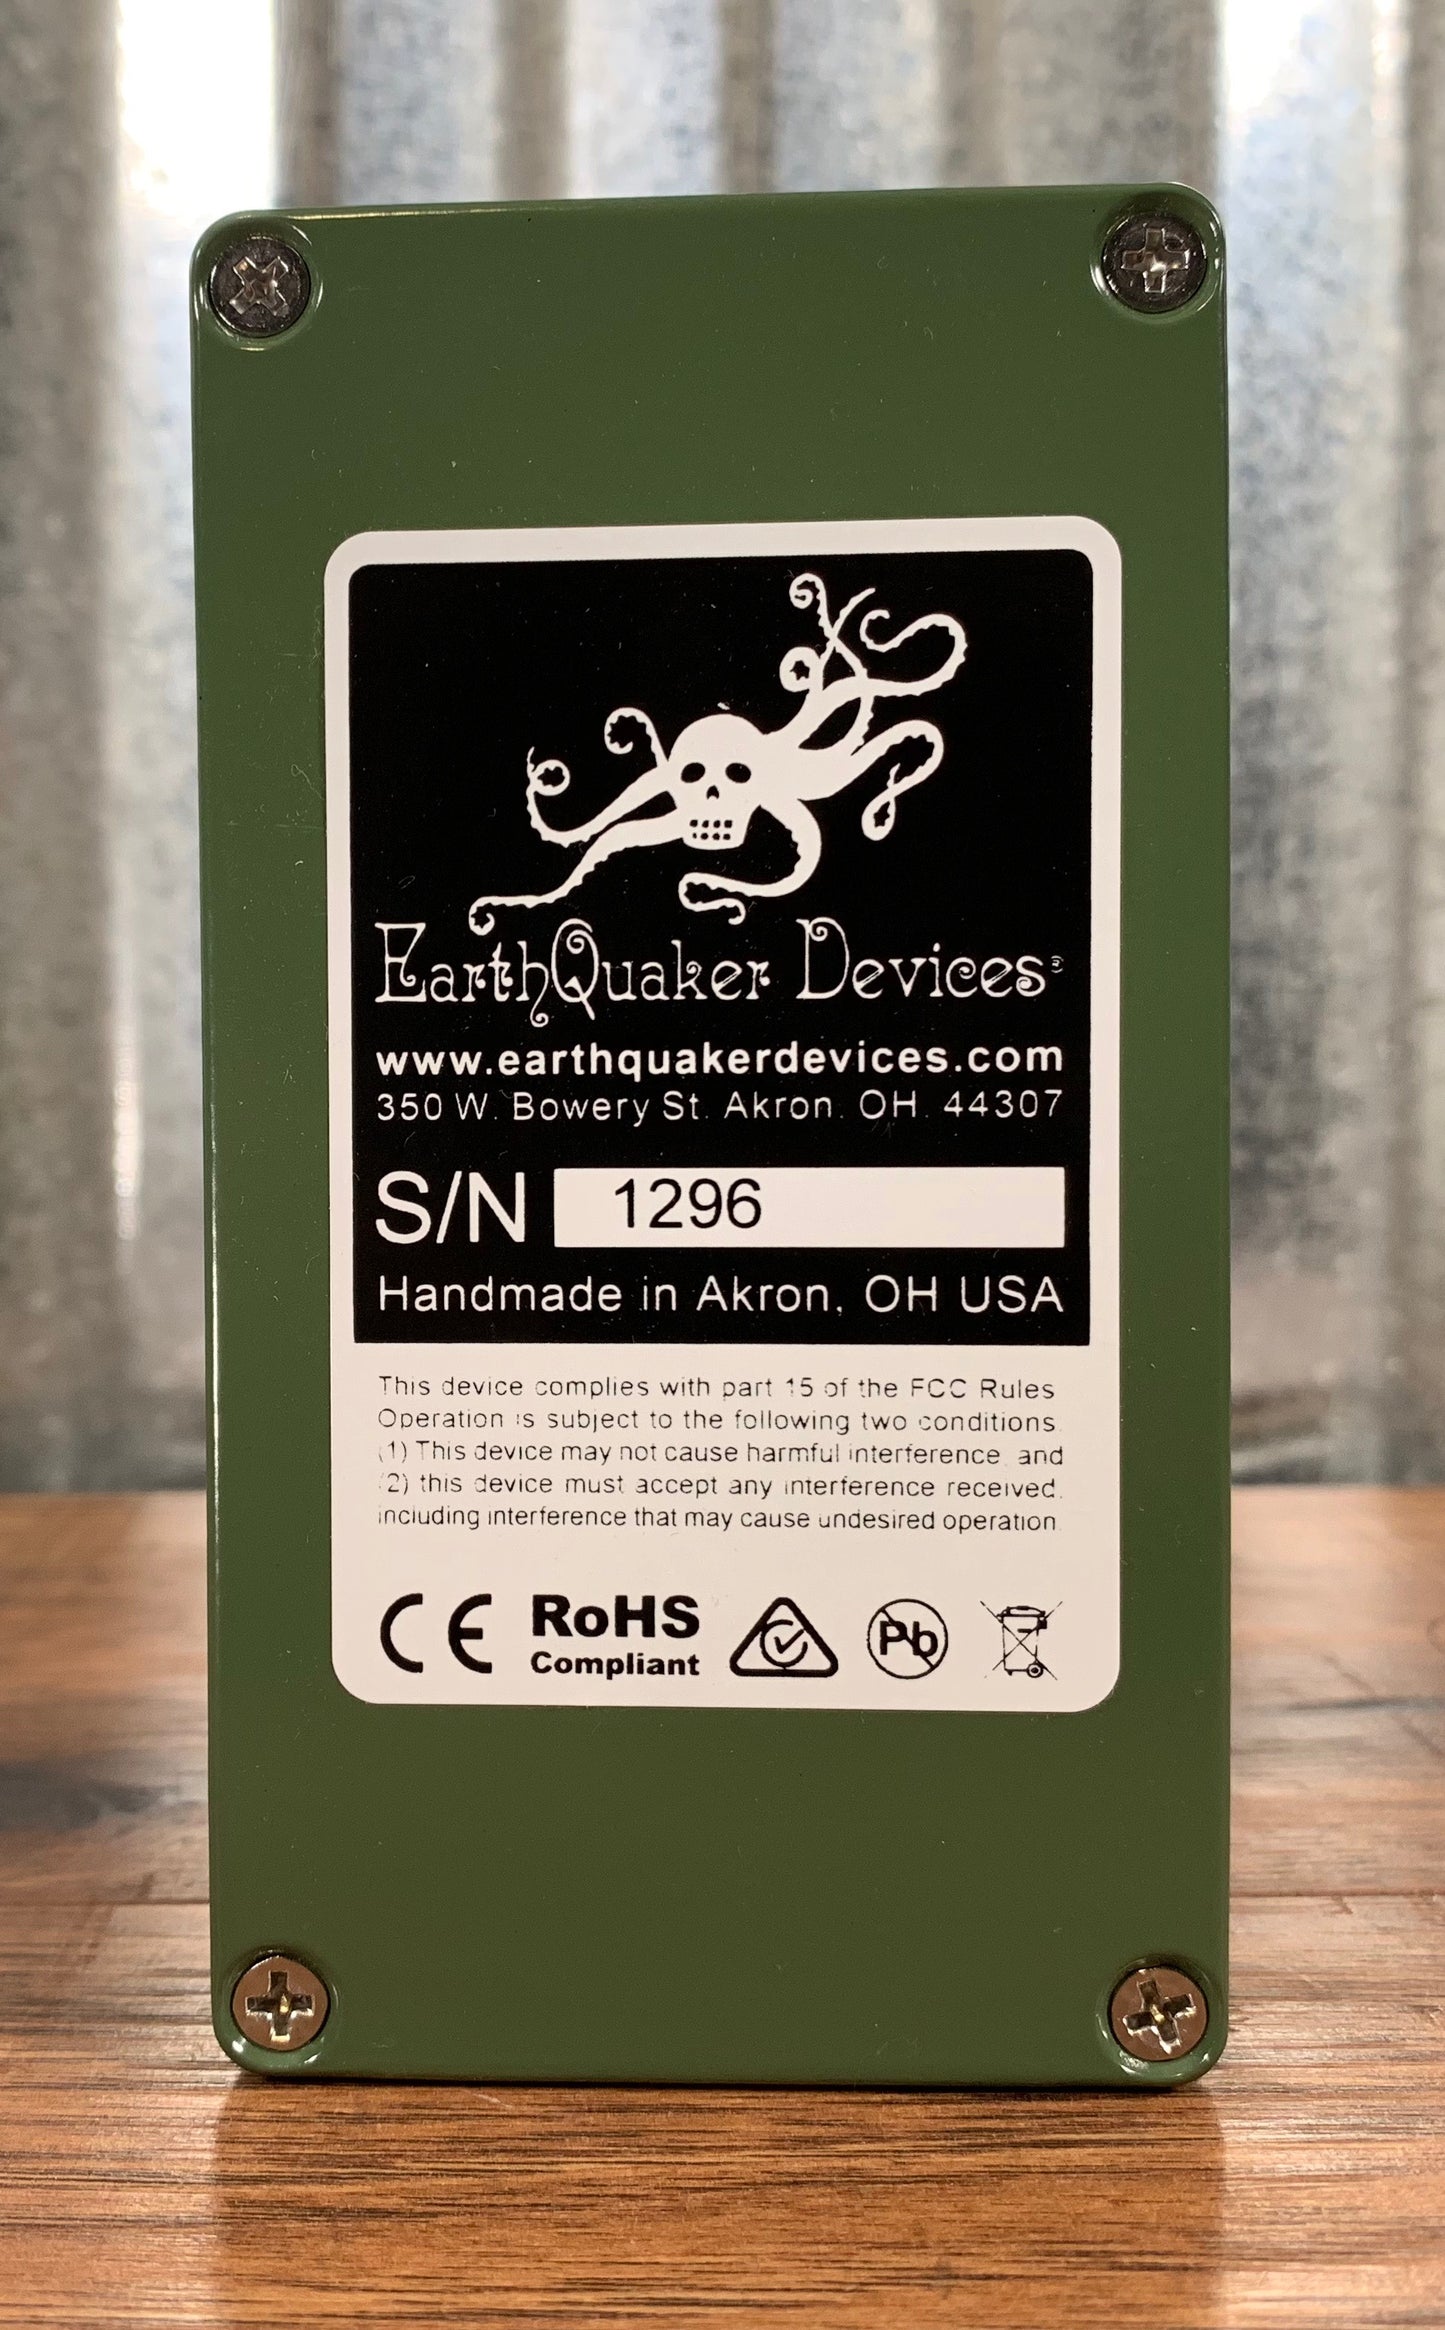 EarthQuaker Devices
www.earthquakerdevices.com
350 W. Bowery St. Akron. OH. 44307
S/N 1296
Handmade in Akron, OH USA
This device complies with part 15 of the FCC Rules
Operation is subject to the following two conditions.
(1) This device may not cause harmful interference, and
(2) this device must accept any interference received,
including interference that may cause undesired operation.
CE RoHS Pb
Compliant